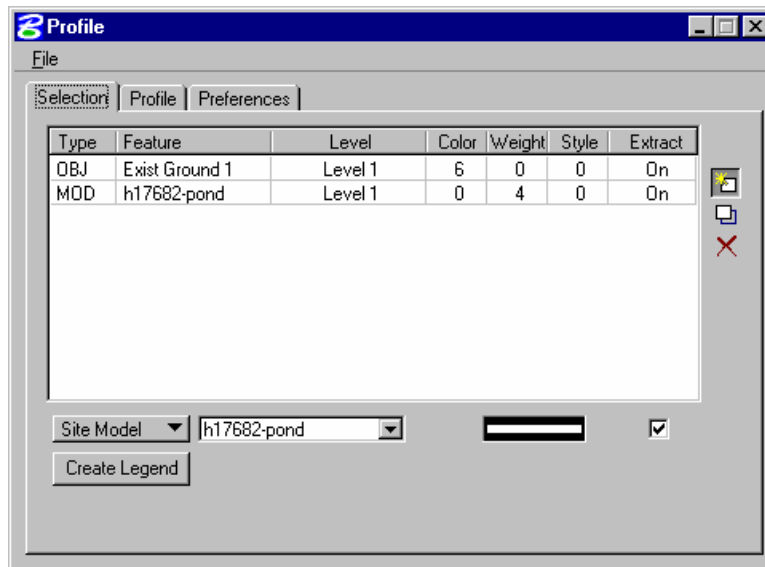 Profile
File
Selection Profile Preferences
Type Feature Level Color Weight Style Extract
OBJ Exist Ground 1 Level 1 6 0 0 On
MOD h17682-pond Level 1 0 4 0 On
Site Model h17682-pond
Create Legend